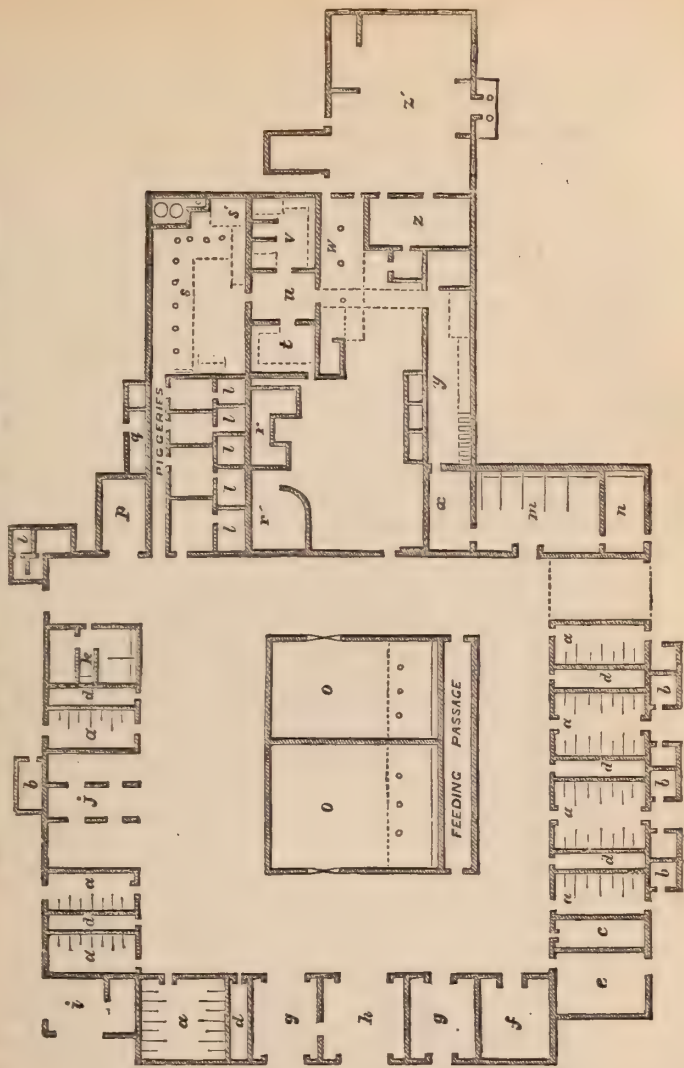 b l
i a d a j a d k p q
PIGGERIES
a s
d l l l l l s'
g r' r t u v
o o w
h
z z'
g x y
FEEDING PASSAGE
f m
e c a d a a d a d a n
b b b